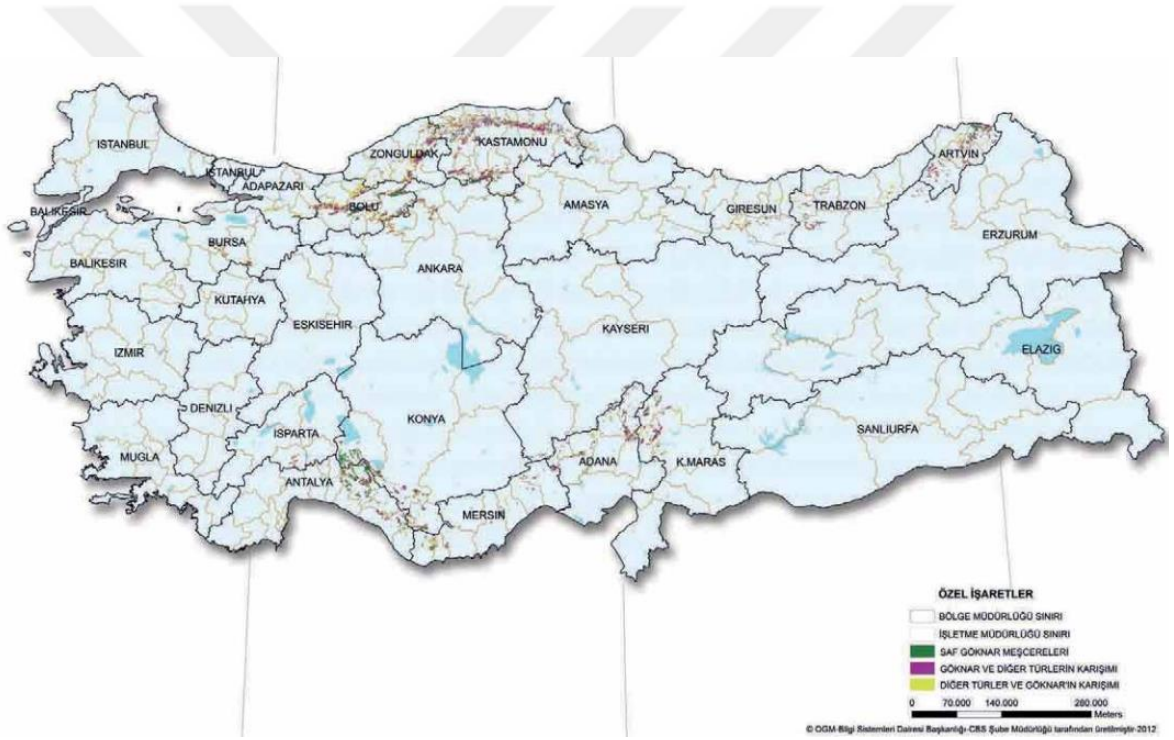 KASTAMONU
ISTANBUL
ZONGULDAK
ARTVIN
ISTANBUL
ADAPAZARI
BOLU
AMASYA
GIRESUN
TRABZON
BALIKESIR
BURSA
ERZURUM
BALIKESIR
ANKARA
KUTAHYA
ESKISEHIR
KAYSERI
IZMIR
ELAZIG
DENIZLI
KONYA
ISPARTA
SANLIURFA
MUGLA
ADANA
K.MARAS
ANTALYA
MERSIN
ÖZEL İŞARETLER
BÖLGE MÜDÜRLÜĞÜ SINIRI
İŞLETME MÜDÜRLÜĞÜ SINIRI
SAF GÖKNAR MEŞCERELERİ
GÖKNAR VE DİĞER TÜRLERİN KARIŞIMI
DİĞER TÜRLER VE GÖKNAR'IN KARIŞIMI
0 70.000 140.000 280.000
Meters
© OGM-Bilgi Sistemleri Dairesi Başkanlığı-CBS Şube Müdürlüğü tarafından üretilmiştir-2012